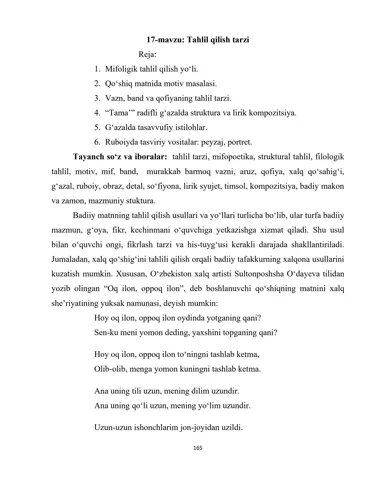 17-mavzu: Tahlil qilish tarzi
Reja:
1. Mifoligik tahlil qilish yo‘li.
2. Qo‘shiq matnida motiv masalasi.
3. Vazn, band va qofiyaning tahlil tarzi.
4. “Tama’” radifli g‘azalda struktura va lirik kompozitsiya.
5. G‘azalda tasavvufiy istilohlar.
6. Ruboiyda tasviriy vositalar: peyzaj, portret.
Tayanch so‘z va iboralar: tahlil tarzi, mifopoetika, struktural tahlil, filologik
tahlil, motiv, mif, band, murakkab barmoq vazni, aruz, qofiya, xalq qo‘sahig‘i,
g‘azal, ruboiy, obraz, detal, so‘fiyona, lirik syujet, timsol, kompozitsiya, badiiy makon
va zamon, mazmuniy stuktura.
Badiiy matnning tahlil qilish usullari va yo‘llari turlicha bo‘lib, ular turfa badiiy
mazmun, g‘oya, fikr, kechinmani o‘quvchiga yetkazishga xizmat qiladi. Shu usul
bilan o‘quvchi ongi, fikrlash tarzi va his-tuyg‘usi kerakli darajada shakllantiriladi.
Jumaladan, xalq qo‘shig‘ini tahlili qilish orqali badiiy tafakkurning xalqona usullarini
kuzatish mumkin. Xususan, O‘zbekiston xalq artisti Sultonposhsha O‘dayeva tilidan
yozib olingan “Oq ilon, oppoq ilon”, deb boshlanuvchi qo‘shiqning matnini xalq
she’riyatining yuksak namunasi, deyish mumkin:
Hoy oq ilon, oppoq ilon oydinda yotganing qani?
Sen-ku meni yomon deding, yaxshini topganing qani?
Hoy oq ilon, oppoq ilon to‘ningni tashlab ketma,
Olib-olib, menga yomon kuningni tashlab ketma.
Ana uning tili uzun, mening dilim uzundir.
Ana uning qo‘li uzun, mening yo‘lim uzundir.
Uzun-uzun ishonchlarim jon-joyidan uzildi.
165